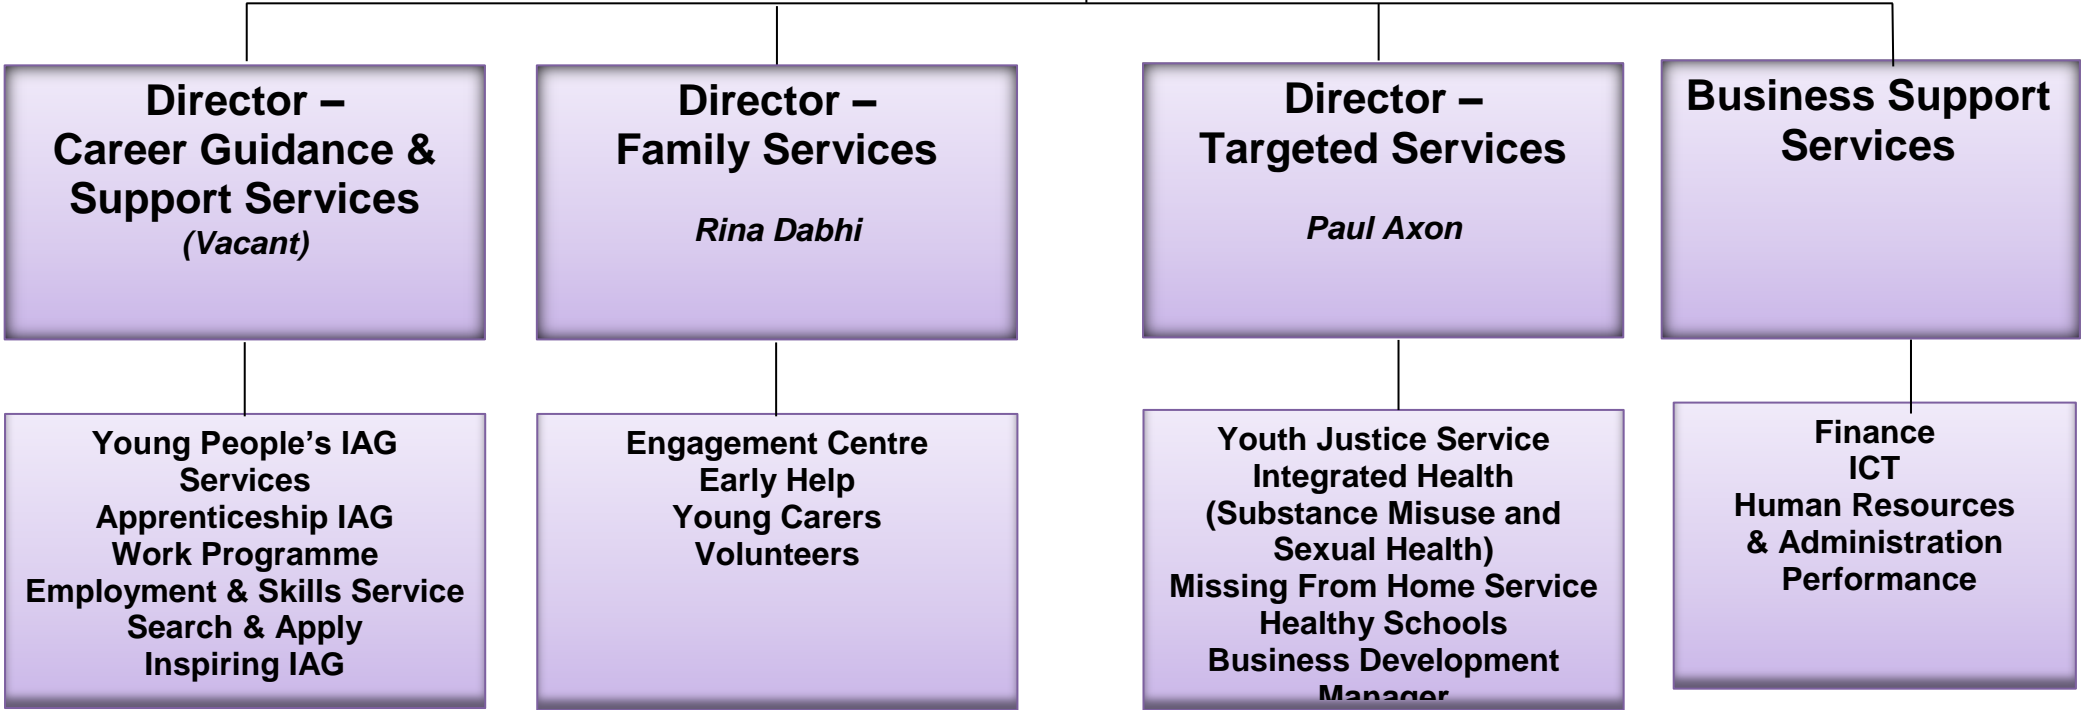 Director –
Career Guidance &
Support Services
(Vacant)
Director –
Family Services
Rina Dabhi
Director –
Targeted Services
Paul Axon
Business Support
Services
Young People’s IAG
Services
Apprenticeship IAG
Work Programme
Employment & Skills Service
Search & Apply
Inspiring IAG
Engagement Centre
Early Help
Young Carers
Volunteers
Youth Justice Service
Integrated Health
(Substance Misuse and
Sexual Health)
Missing From Home Service
Healthy Schools
Business Development
Manager
Finance
ICT
Human Resources
& Administration
Performance